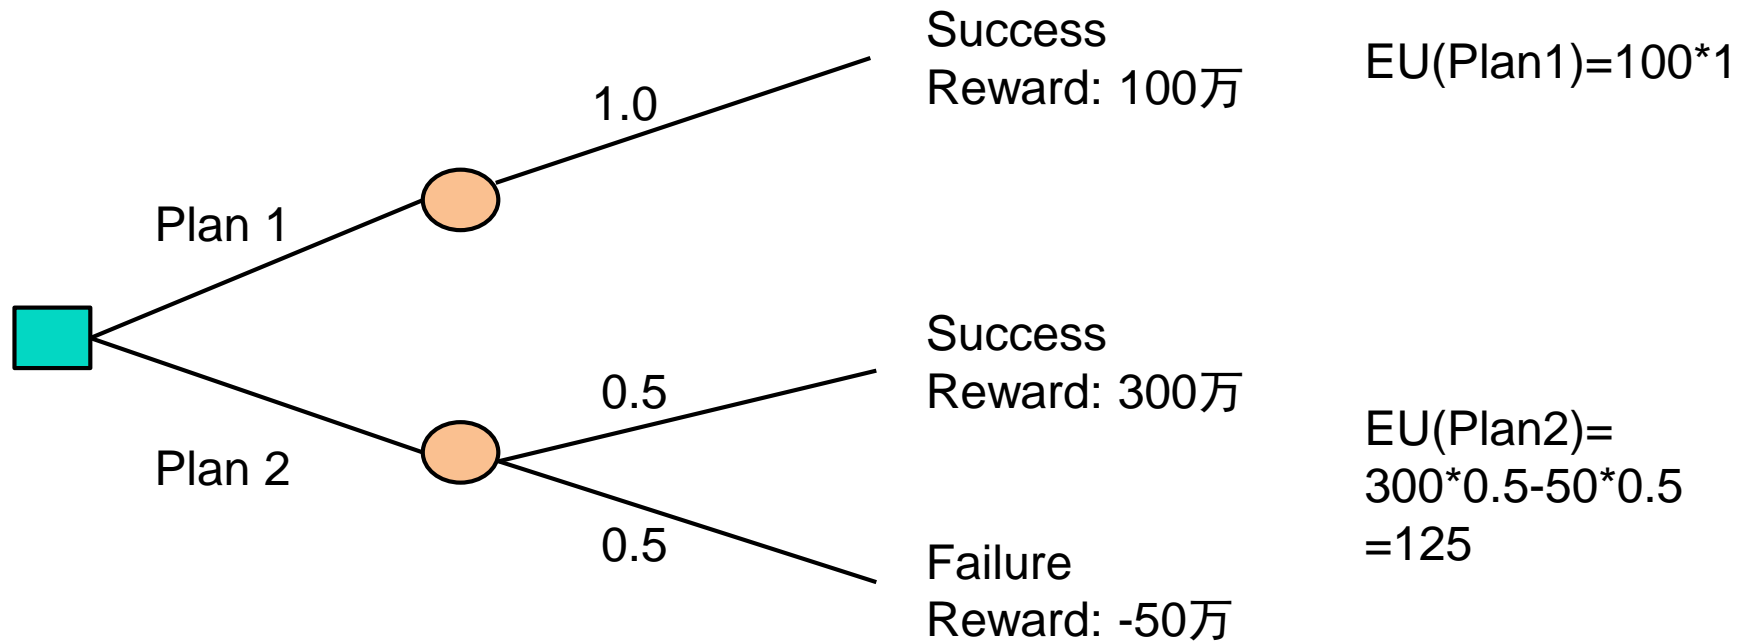 Success
Reward: 100万
EU(Plan1)=100*1
1.0
Plan 1
Success
Reward: 300万
0.5
EU(Plan2)=
300*0.5-50*0.5
=125
Plan 2
0.5
Failure
Reward: -50万